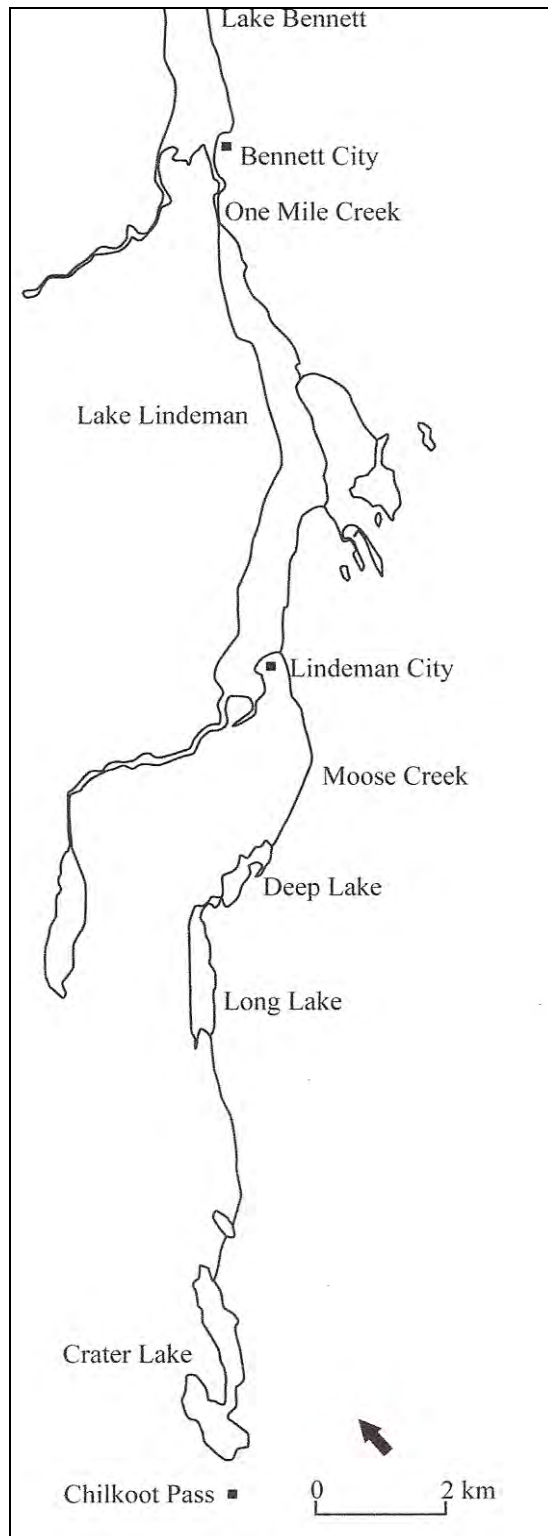 Lake Bennett
Bennett City
One Mile Creek
Lake Lindeman
Lindeman City
Moose Creek
Deep Lake
Long Lake
Crater Lake
Chilkoot Pass
0 2 km